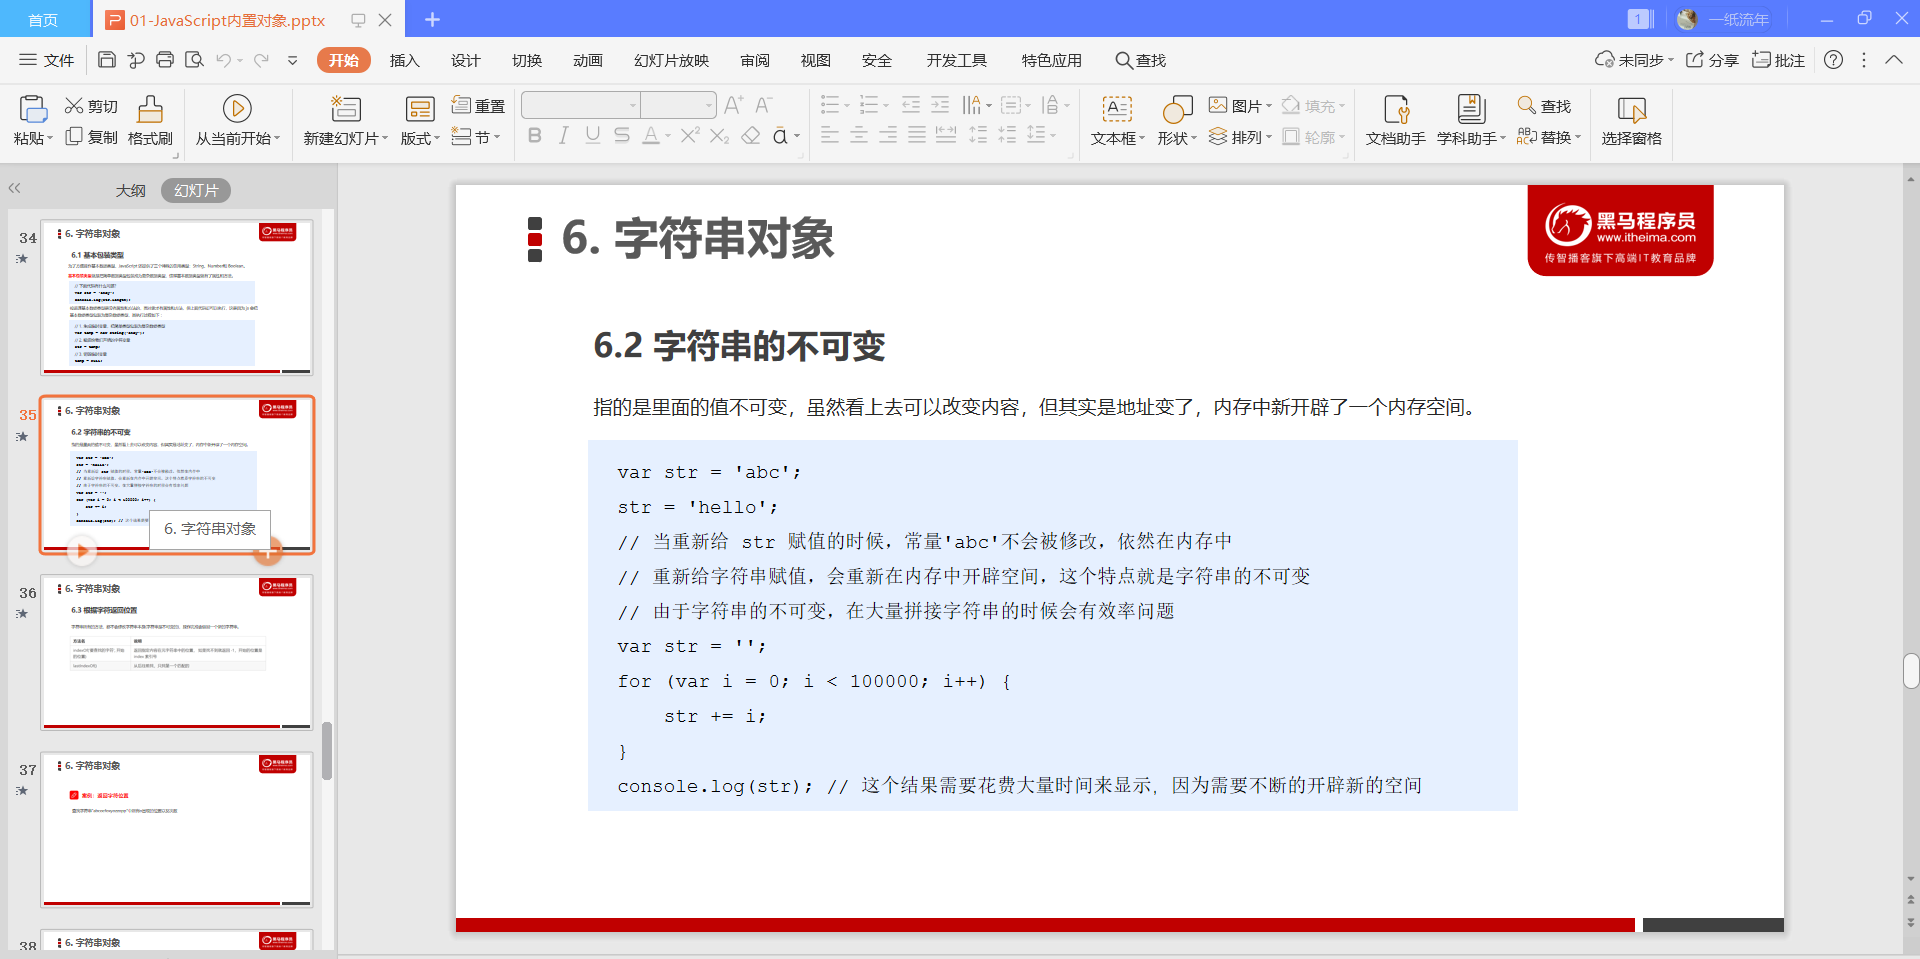 首页
01-JavaScript内置对象.pptx
1
一纸流年
文件
开始
插入
设计
切换
动画
幻灯片放映
审阅
视图
安全
开发工具
特色应用
查找
未同步
分享
批注
粘贴
剪切
复制
格式刷
从当前开始
新建幻灯片
版式
重置
节
文本框
形状
图片
排列
填充
轮廓
文档助手
学科助手
查找
替换
选择窗格
大纲
幻灯片
34
6. 字符串对象
6.1 基本包装类型
35
6. 字符串对象
6.2 字符串的不可变
6. 字符串对象
36
6. 字符串对象
6.3 根据字符返回位置
37
6. 字符串对象
案例：返回字符位置
38
6. 字符串对象
6. 字符串对象
黑马程序员
www.itheima.com
传智播客旗下高端IT教育品牌
6.2 字符串的不可变
指的是里面的值不可变，虽然看上去可以改变内容，但其实是地址变了，内存中新开辟了一个内存空间。
var str = 'abc';
str = 'hello';
// 当重新给 str 赋值的时候，常量'abc'不会被修改，依然在内存中
// 重新给字符串赋值，会重新在内存中开辟空间，这个特点就是字符串的不可变
// 由于字符串的不可变，在大量拼接字符串的时候会有效率问题
var str = '';
for (var i = 0; i < 100000; i++) {
str += i;
}
console.log(str); // 这个结果需要花费大量时间来显示，因为需要不断的开辟新的空间